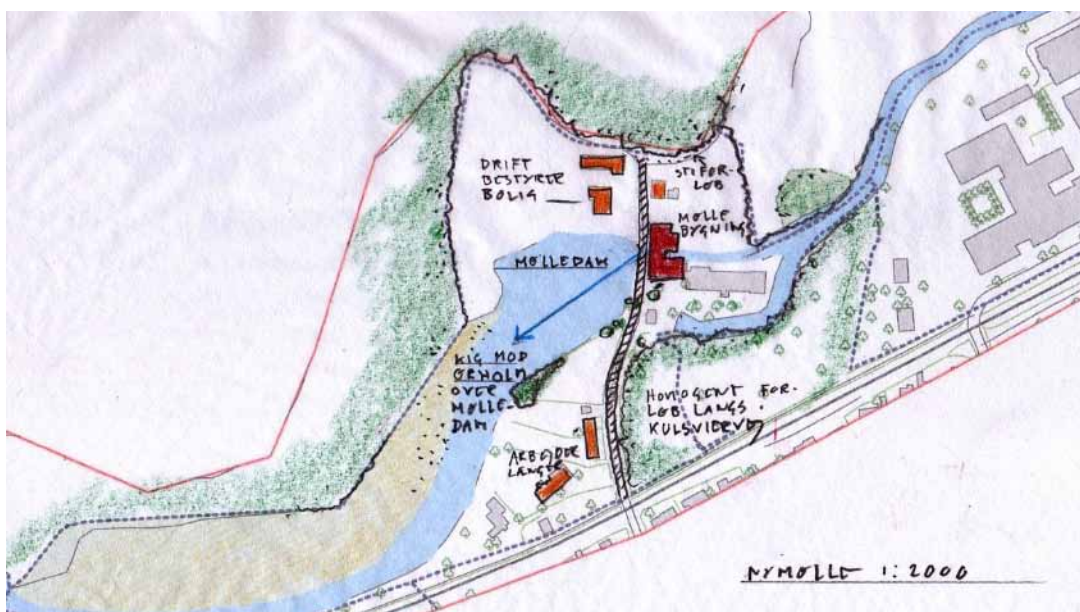 DRIFT
BESTYRER
BOLIG
STIFOR-
LØB
MØLLE
BYGNING
MØLLEDAM
KIG MOD
ØRHOLM
OVER
MØLLE-
DAM
HOMOGENT FOR-
LØB LANGS
KULSVIERVEJ
ARBEJDER
LÆNGER
NYMØLLE 1:2000